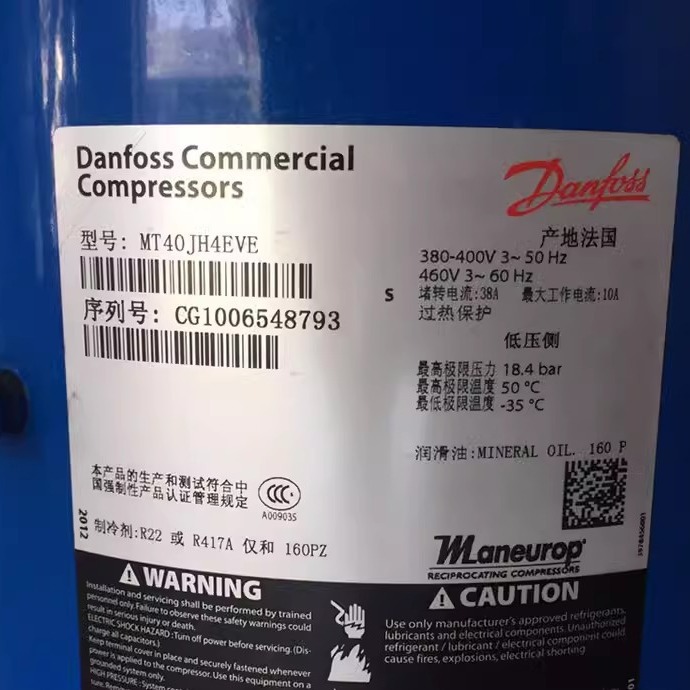 Danfoss Commercial
Compressors
Danfoss
型号: MT40JH4EVE
产地法国
380-400V 3~ 50 Hz
460V 3~ 60 Hz
S
堵转电流:38A 最大工作电流:10A
过热保护
序列号: CG1006548793
低压侧
最高极限压力 18.4 bar
最高极限温度 50 °C
最低极限温度 -35 °C
润滑油:MINERAL OIL. 160 P
本产品的生产和测试符合中
国强制性产品认证管理规定
CCC
A009035
2012
制冷剂:R22 或 R417A 仅和 160PZ
Maneurop
RECIPROCATING COMPRESSORS
WARNING
Installation and servicing shall be performed by trained
personnel only. Failure to observe these safety warnings could
result in serious injury or death.
ELECTRIC SHOCK HAZARD :Turn off power before servicing. (Dis-
charge all capacitors.)
Keep terminal cover in place and securely fastened whenever
power is applied to the compressor. Use this equipment on a
grounded system only.
HIGH PRESSURE : System
CAUTION
Use only manufacturer's approved refrigerants,
lubricants and electrical components. Unauthorized
refrigerant / lubricant / electrical components could
cause fires, explosions, electrical shorting